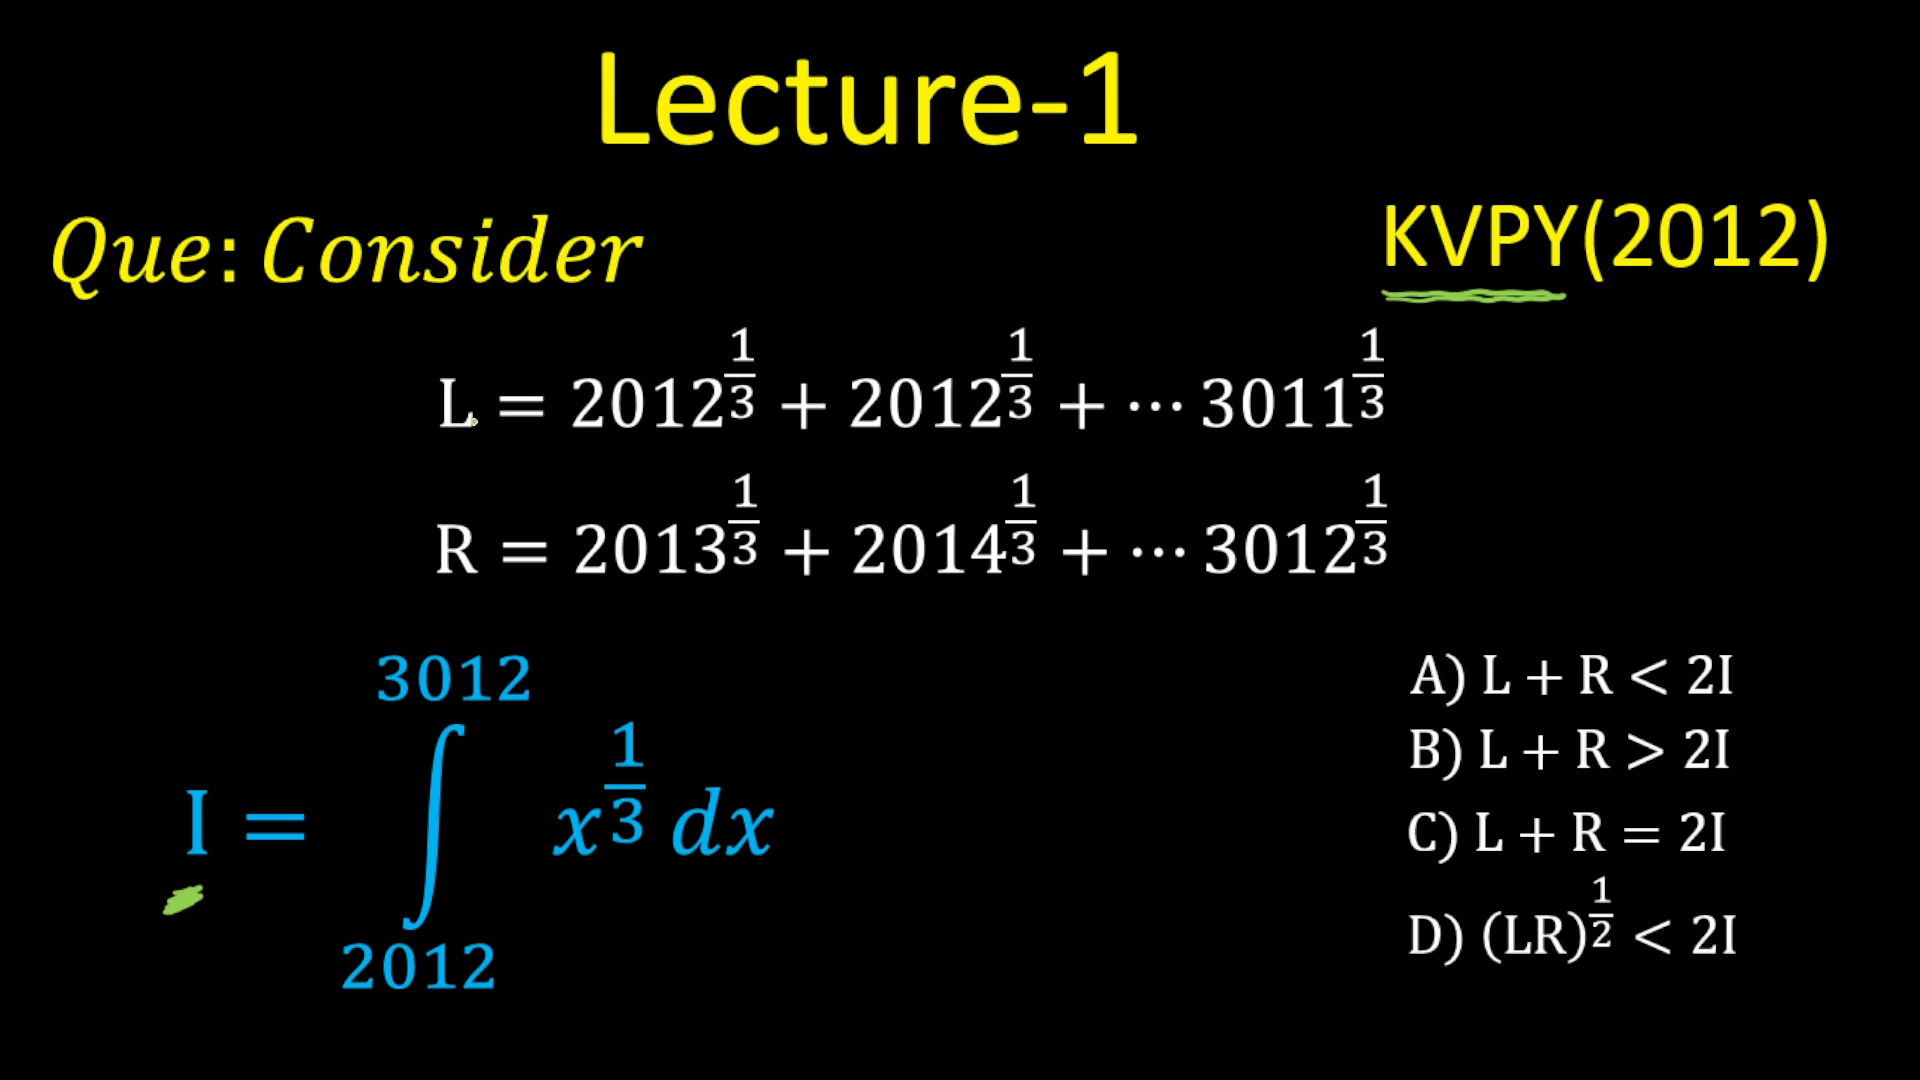 Lecture-1
Que: Consider
KVPY(2012)
L = 2012^{1/3} + 2012^{1/3} + ⋯ 3011^{1/3}
R = 2013^{1/3} + 2014^{1/3} + ⋯ 3012^{1/3}
I = ∫_{2012}^{3012} x^{1/3} dx
A) L + R < 2I
B) L + R > 2I
C) L + R = 2I
D) (LR)^{1/2} < 2I